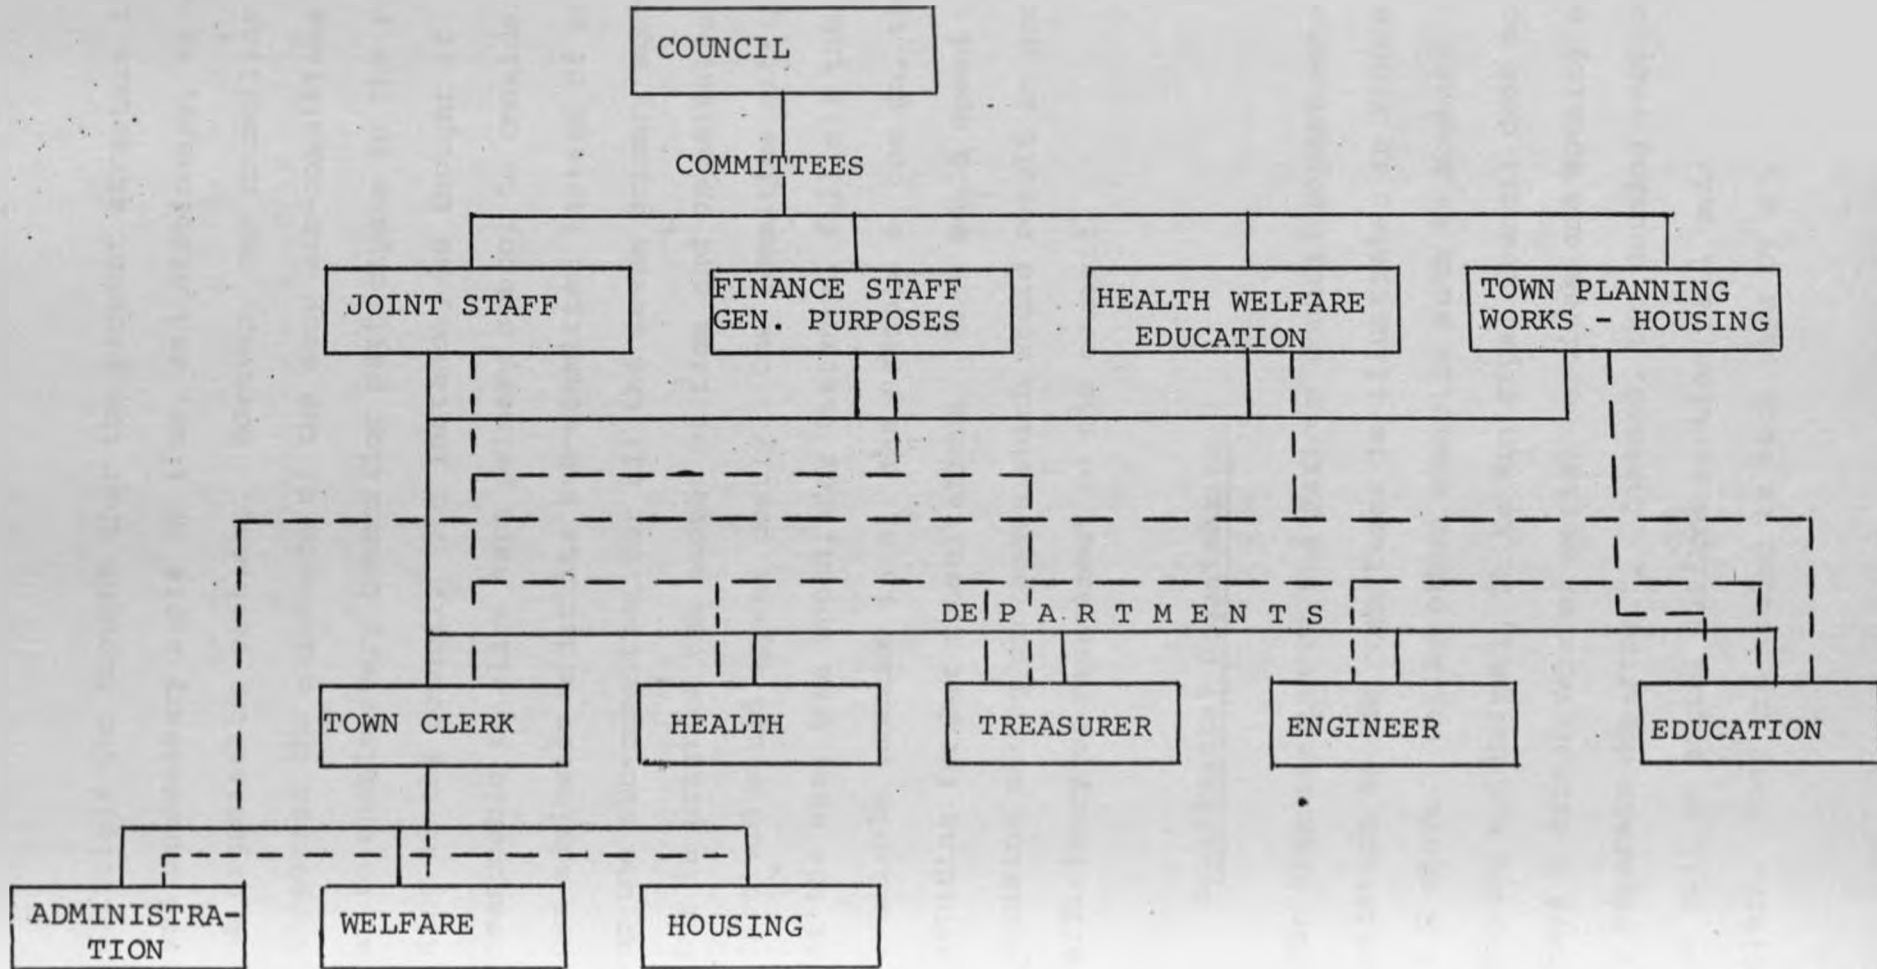 COUNCIL
COMMITTEES
JOINT STAFF
FINANCE STAFF
GEN. PURPOSES
HEALTH WELFARE
EDUCATION
TOWN PLANNING
WORKS - HOUSING
DEPARTMENTS
TOWN CLERK
HEALTH
TREASURER
ENGINEER
EDUCATION
ADMINISTRA-
TION
WELFARE
HOUSING